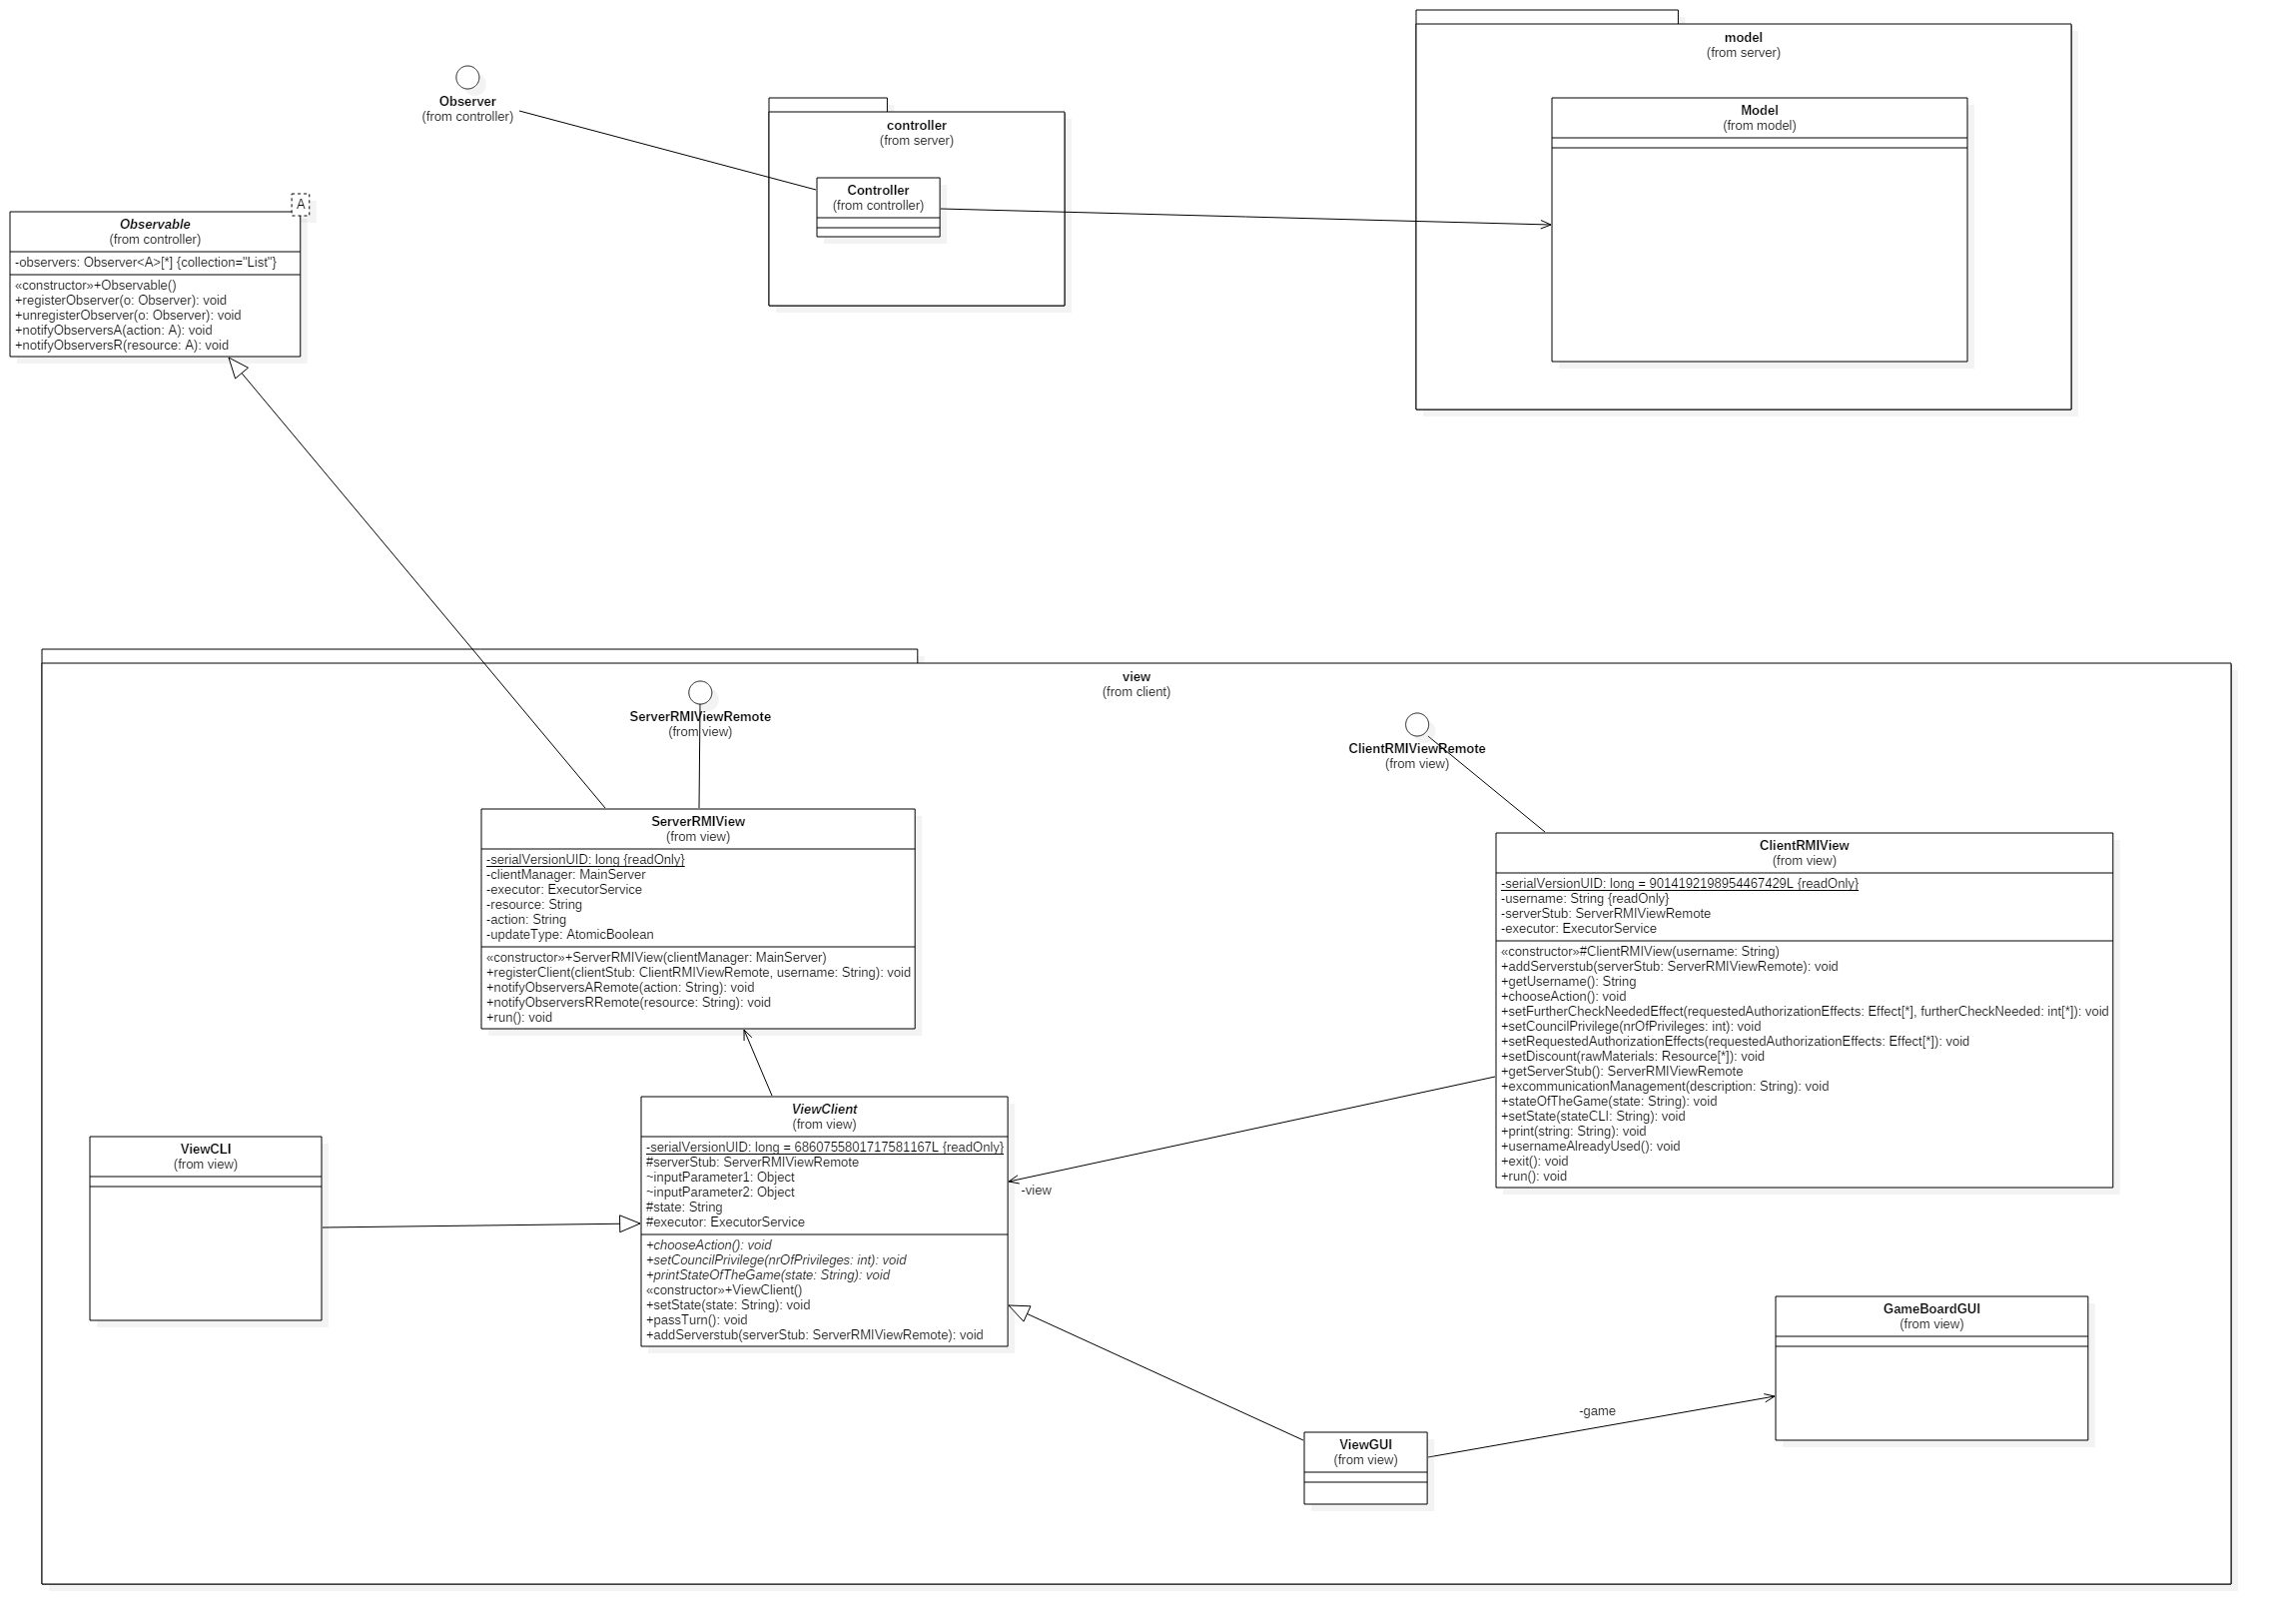 model
(from server)
Model
(from model)
Observer
(from controller)
controller
(from server)
Controller
(from controller)
A
Observable
(from controller)
-observers: Observer<A>[*] {collection="List"}
«constructor»+Observable()
+registerObserver(o: Observer): void
+unregisterObserver(o: Observer): void
+notifyObserversA(action: A): void
+notifyObserversR(resource: A): void
view
(from client)
ServerRMIViewRemote
(from view)
ClientRMIViewRemote
(from view)
ServerRMIView
(from view)
-serialVersionUID: long {readOnly}
-clientManager: MainServer
-executor: ExecutorService
-resource: String
-action: String
-updateType: AtomicBoolean
«constructor»+ServerRMIView(clientManager: MainServer)
+registerClient(clientStub: ClientRMIViewRemote, username: String): void
+notifyObserversARemote(action: String): void
+notifyObserversRRemote(resource: String): void
+run(): void
ClientRMIView
(from view)
-serialVersionUID: long = 9014192198954467429L {readOnly}
-username: String {readOnly}
-serverStub: ServerRMIViewRemote
-executor: ExecutorService
«constructor»#ClientRMIView(username: String)
+addServerstub(serverStub: ServerRMIViewRemote): void
+getUsername(): String
+chooseAction(): void
+setFurtherCheckNeededEffect(requestedAuthorizationEffects: Effect[*], furtherCheckNeeded: int[*]): void
+setCouncilPrivilege(nrOfPrivileges: int): void
+setRequestedAuthorizationEffects(requestedAuthorizationEffects: Effect[*]): void
+setDiscount(rawMaterials: Resource[*]): void
+getServerStub(): ServerRMIViewRemote
+excommunicationManagement(description: String): void
+stateOfTheGame(state: String): void
+setState(stateCLI: String): void
+print(string: String): void
+usernameAlreadyUsed(): void
+exit(): void
+run(): void
ViewClient
(from view)
-serialVersionUID: long = 6860755801717581167L {readOnly}
#serverStub: ServerRMIViewRemote
~inputParameter1: Object
~inputParameter2: Object
#state: String
#executor: ExecutorService
+chooseAction(): void
+setCouncilPrivilege(nrOfPrivileges: int): void
+printStateOfTheGame(state: String): void
«constructor»+ViewClient()
+setState(state: String): void
+passTurn(): void
+addServerstub(serverStub: ServerRMIViewRemote): void
ViewCLI
(from view)
-view
GameBoardGUI
(from view)
-game
ViewGUI
(from view)